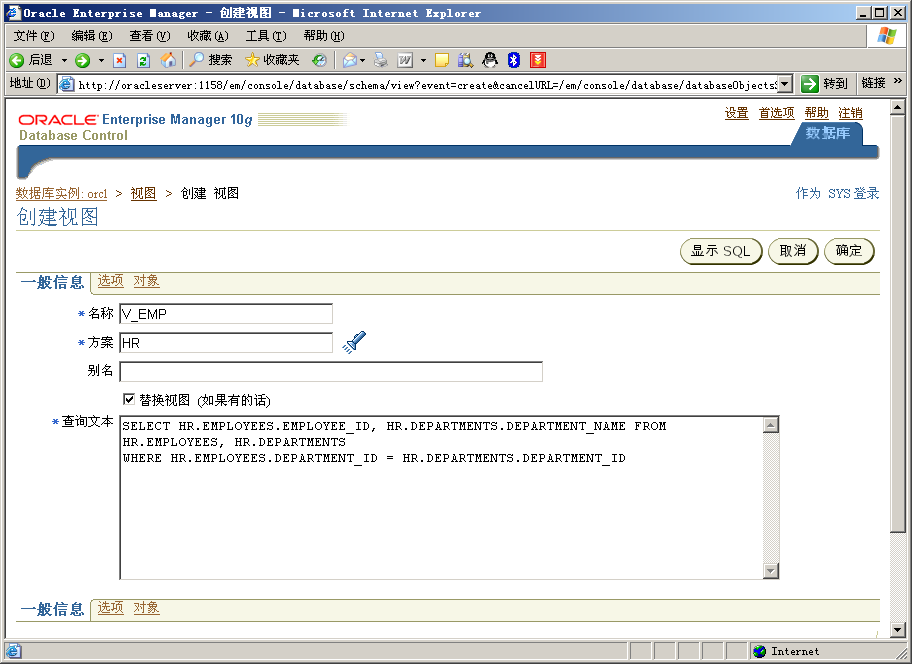 Oracle Enterprise Manager - 创建视图 - Microsoft Internet Explorer
文件(F) 编辑(E) 查看(V) 收藏(A) 工具(T) 帮助(H)
后退 搜索 收藏夹
地址(D) http://oracleserver:1158/em/console/database/schema/view?event=create&cancelURL=/em/console/database/databaseObjects 转到 链接 »
ORACLE Enterprise Manager 10g
Database Control
设置 首选项 帮助 注销
数据库
数据库实例: orcl > 视图 > 创建 视图
作为 SYS 登录
创建视图
显示 SQL 取消 确定
一般信息 选项 对象
* 名称 V_EMP
* 方案 HR
别名
替换视图 (如果有的话)
* 查询文本 SELECT HR.EMPLOYEES.EMPLOYEE_ID, HR.DEPARTMENTS.DEPARTMENT_NAME FROM
HR.EMPLOYEES, HR.DEPARTMENTS
WHERE HR.EMPLOYEES.DEPARTMENT_ID = HR.DEPARTMENTS.DEPARTMENT_ID
一般信息 选项 对象
Internet